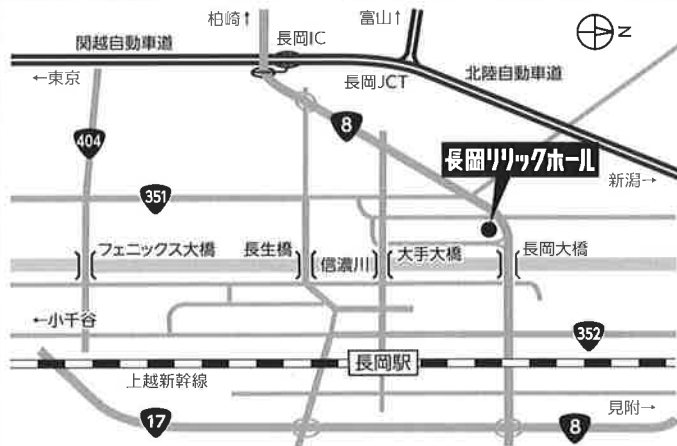 柏崎↑
富山↑
N
関越自動車道
長岡IC
←東京
長岡JCT
北陸自動車道
8
404
長岡リリックホール
新潟→
351
フェニックス大橋
長生橋
信濃川
大手大橋
長岡大橋
←小千谷
352
長岡駅
上越新幹線
見附→
17
8